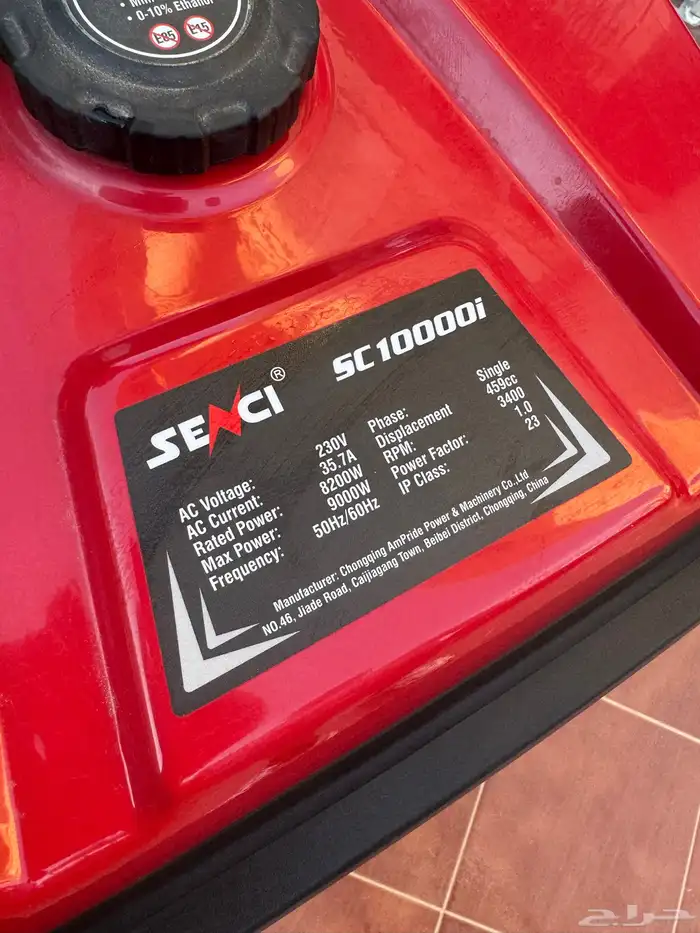 • 0-10% Ethanol
E85 E15
SENCI® SC10000i
AC Voltage: 230V
AC Current: 35.7A
Rated Power: 8200W
Max Power: 9000W
Frequency: 50Hz/60Hz
Phase: Single
Displacement 459cc
RPM: 3400
Power Factor: 1.0
IP Class: 23
Manufacturer: Chongqing AmPride Power & Machinery Co.,Ltd
NO.46, Jiade Road, Caijiagang Town, Beibei District, Chongqing, China
حراج